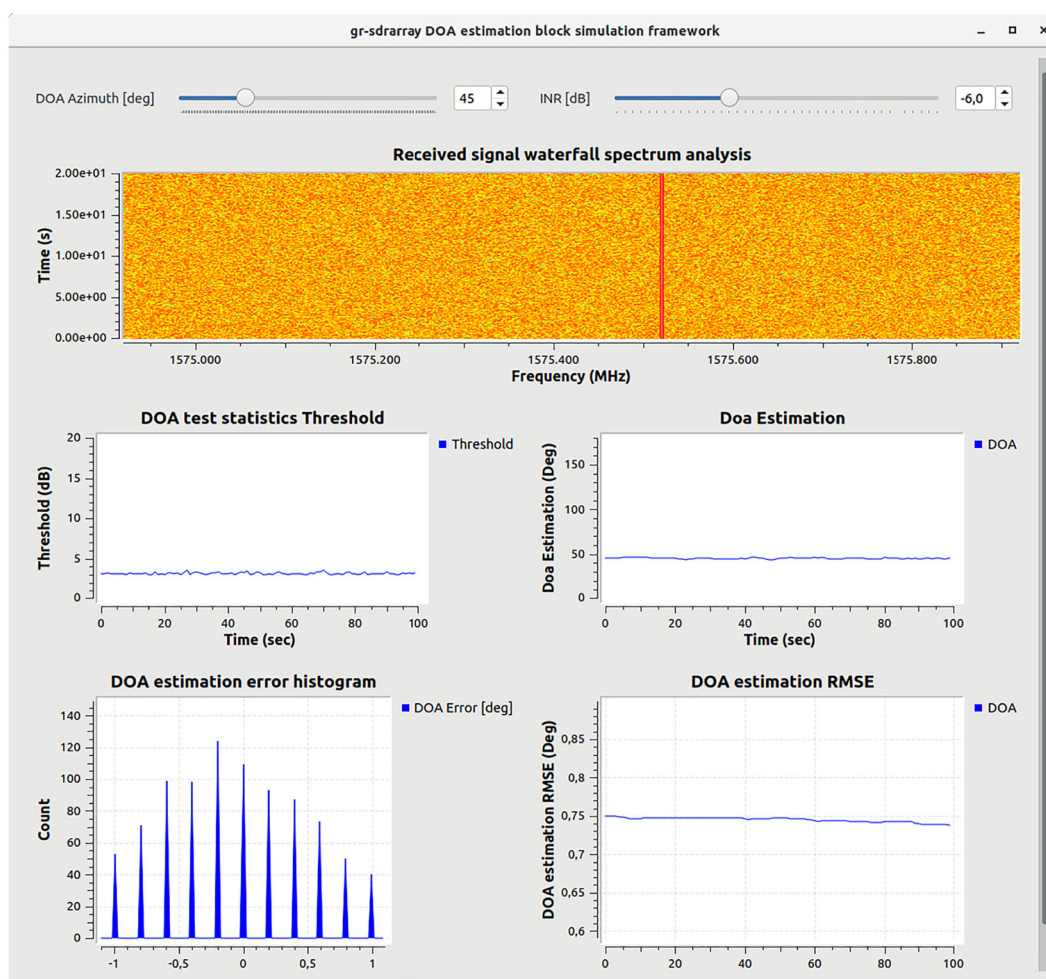 gr-sdrarray DOA estimation block simulation framework
DOA Azimuth [deg] 45 INR [dB] -6,0
Received signal waterfall spectrum analysis
Time (s)
2.00e+01
1.50e+01
1.00e+01
5.00e+00
0.00e+00
1575.000 1575.200 1575.400 1575.600 1575.800
Frequency (MHz)
DOA test statistics Threshold
Threshold
Threshold (dB)
20
15
10
5
0
0 20 40 60 80 100
Time (sec)
Doa Estimation
DOA
Doa Estimation (Deg)
150
100
50
0
0 20 40 60 80 100
Time (sec)
DOA estimation error histogram
DOA Error [deg]
Count
140
120
100
80
60
40
20
0
-1 -0,5 0 0,5 1
DOA estimation RMSE
DOA
DOA estimation RMSE (Deg)
0,85
0,8
0,75
0,7
0,65
0,6
0 20 40 60 80 100